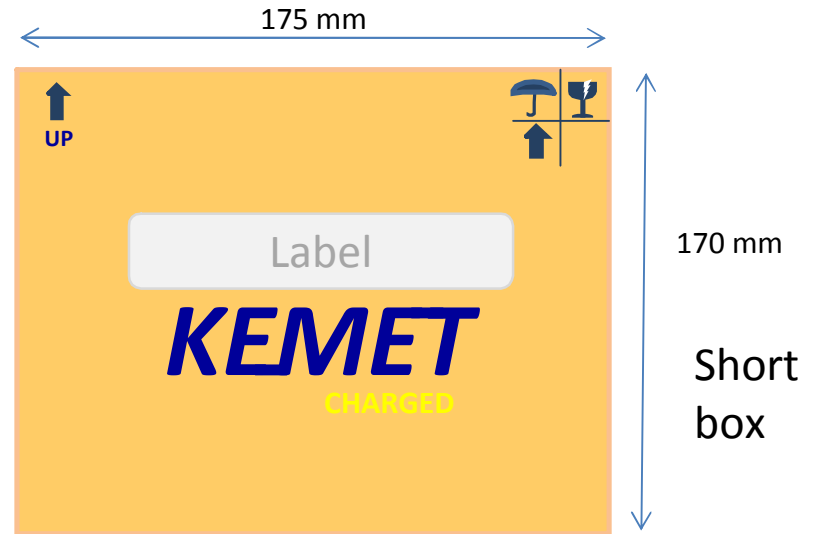 175 mm
UP
Label
170 mm
KEMET
CHARGED
Short
box